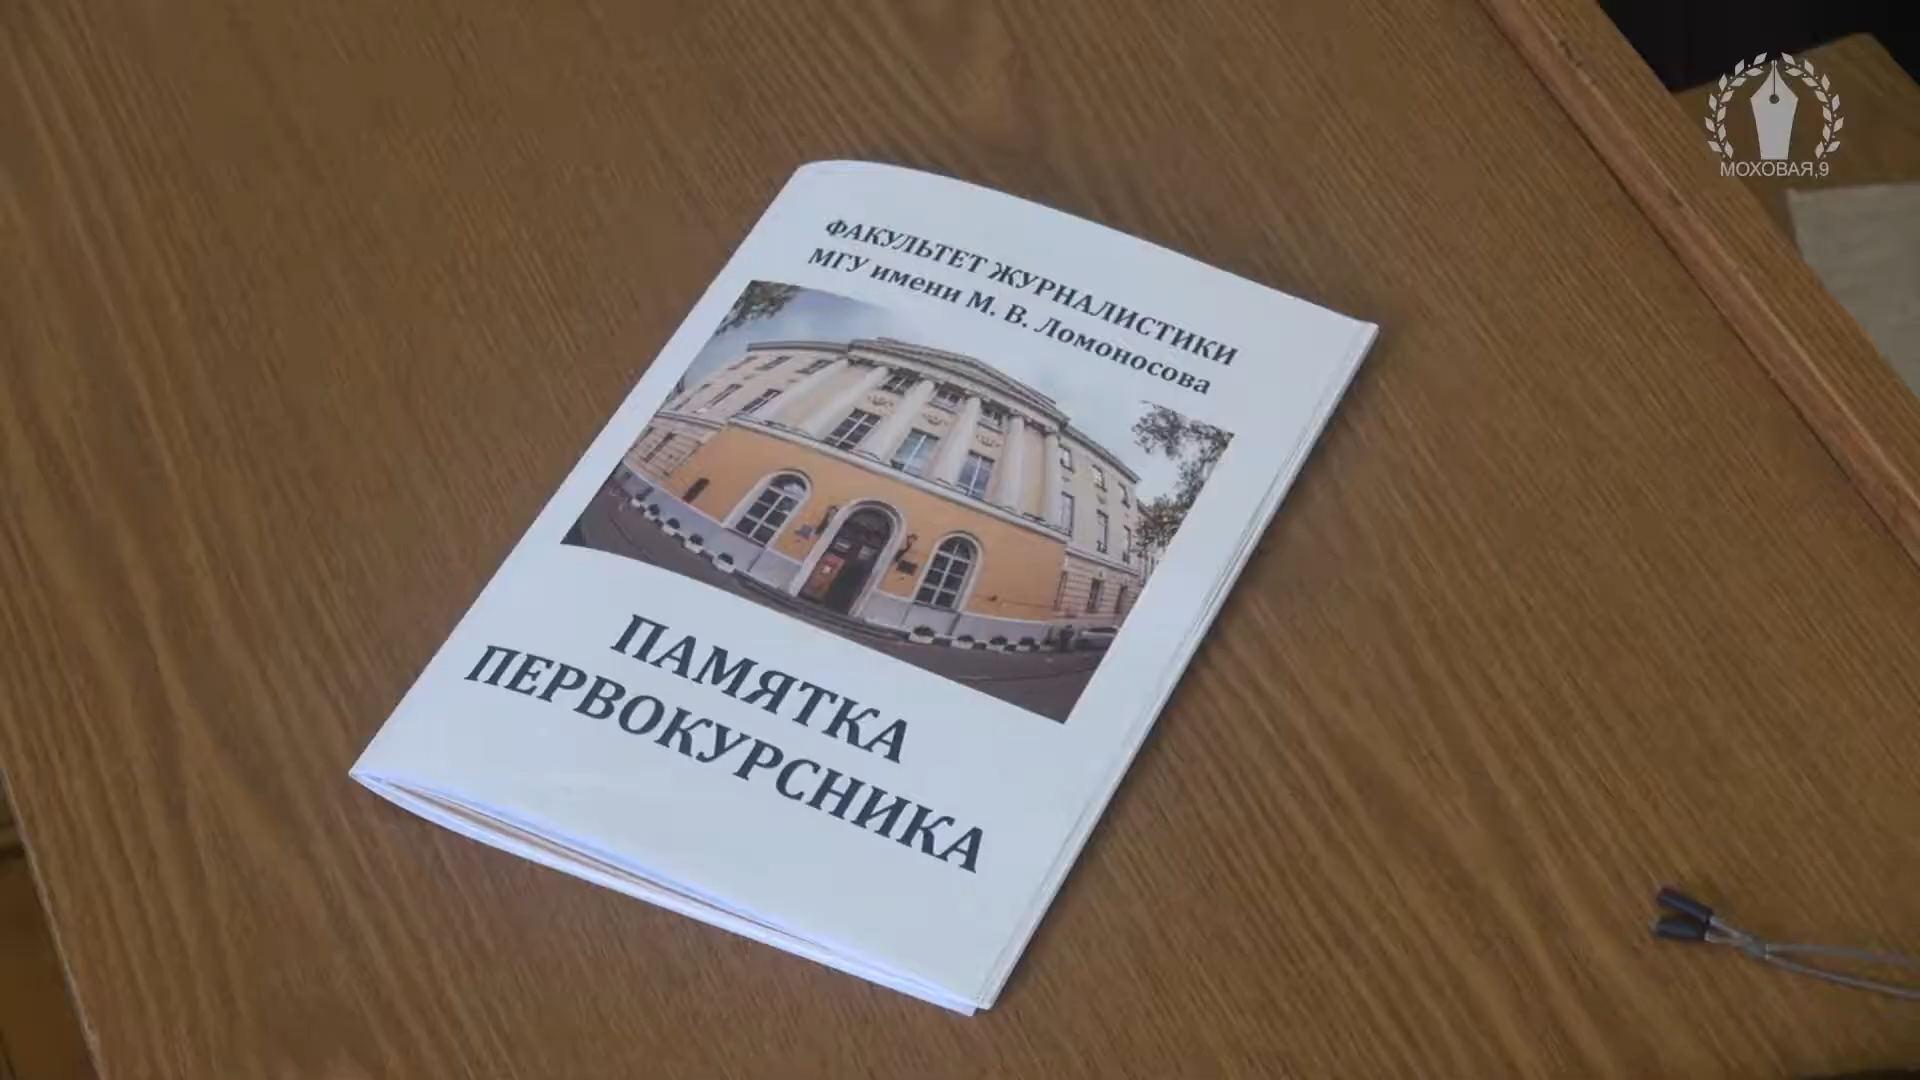 МОХОВАЯ,9
ФАКУЛЬТЕТ ЖУРНАЛИСТИКИ
МГУ имени М. В. Ломоносова
ПАМЯТКА
ПЕРВОКУРСНИКА